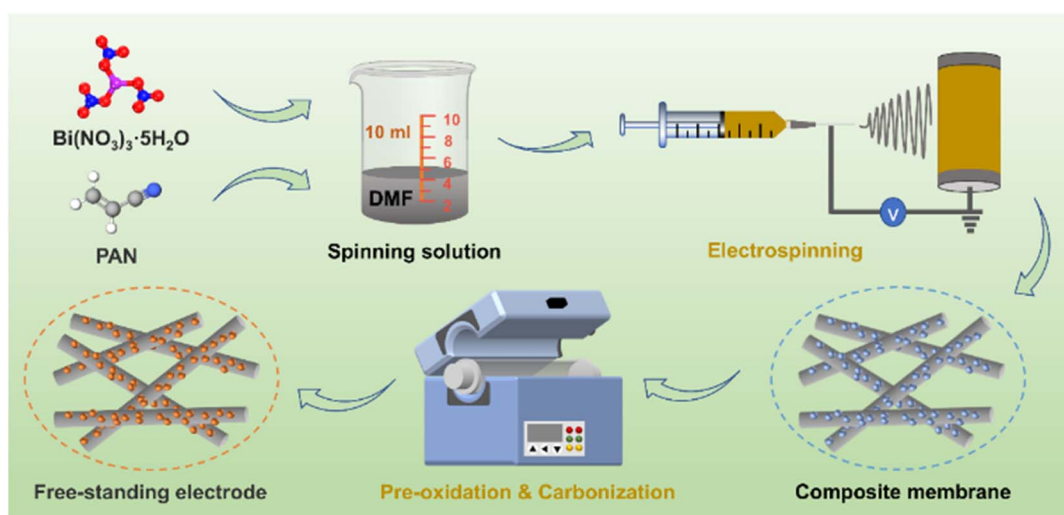 Bi(NO₃)₃·5H₂O
PAN
10 ml
10
8
6
4
2
DMF
Spinning solution
V
Electrospinning
Free-standing electrode
Pre-oxidation & Carbonization
Composite membrane